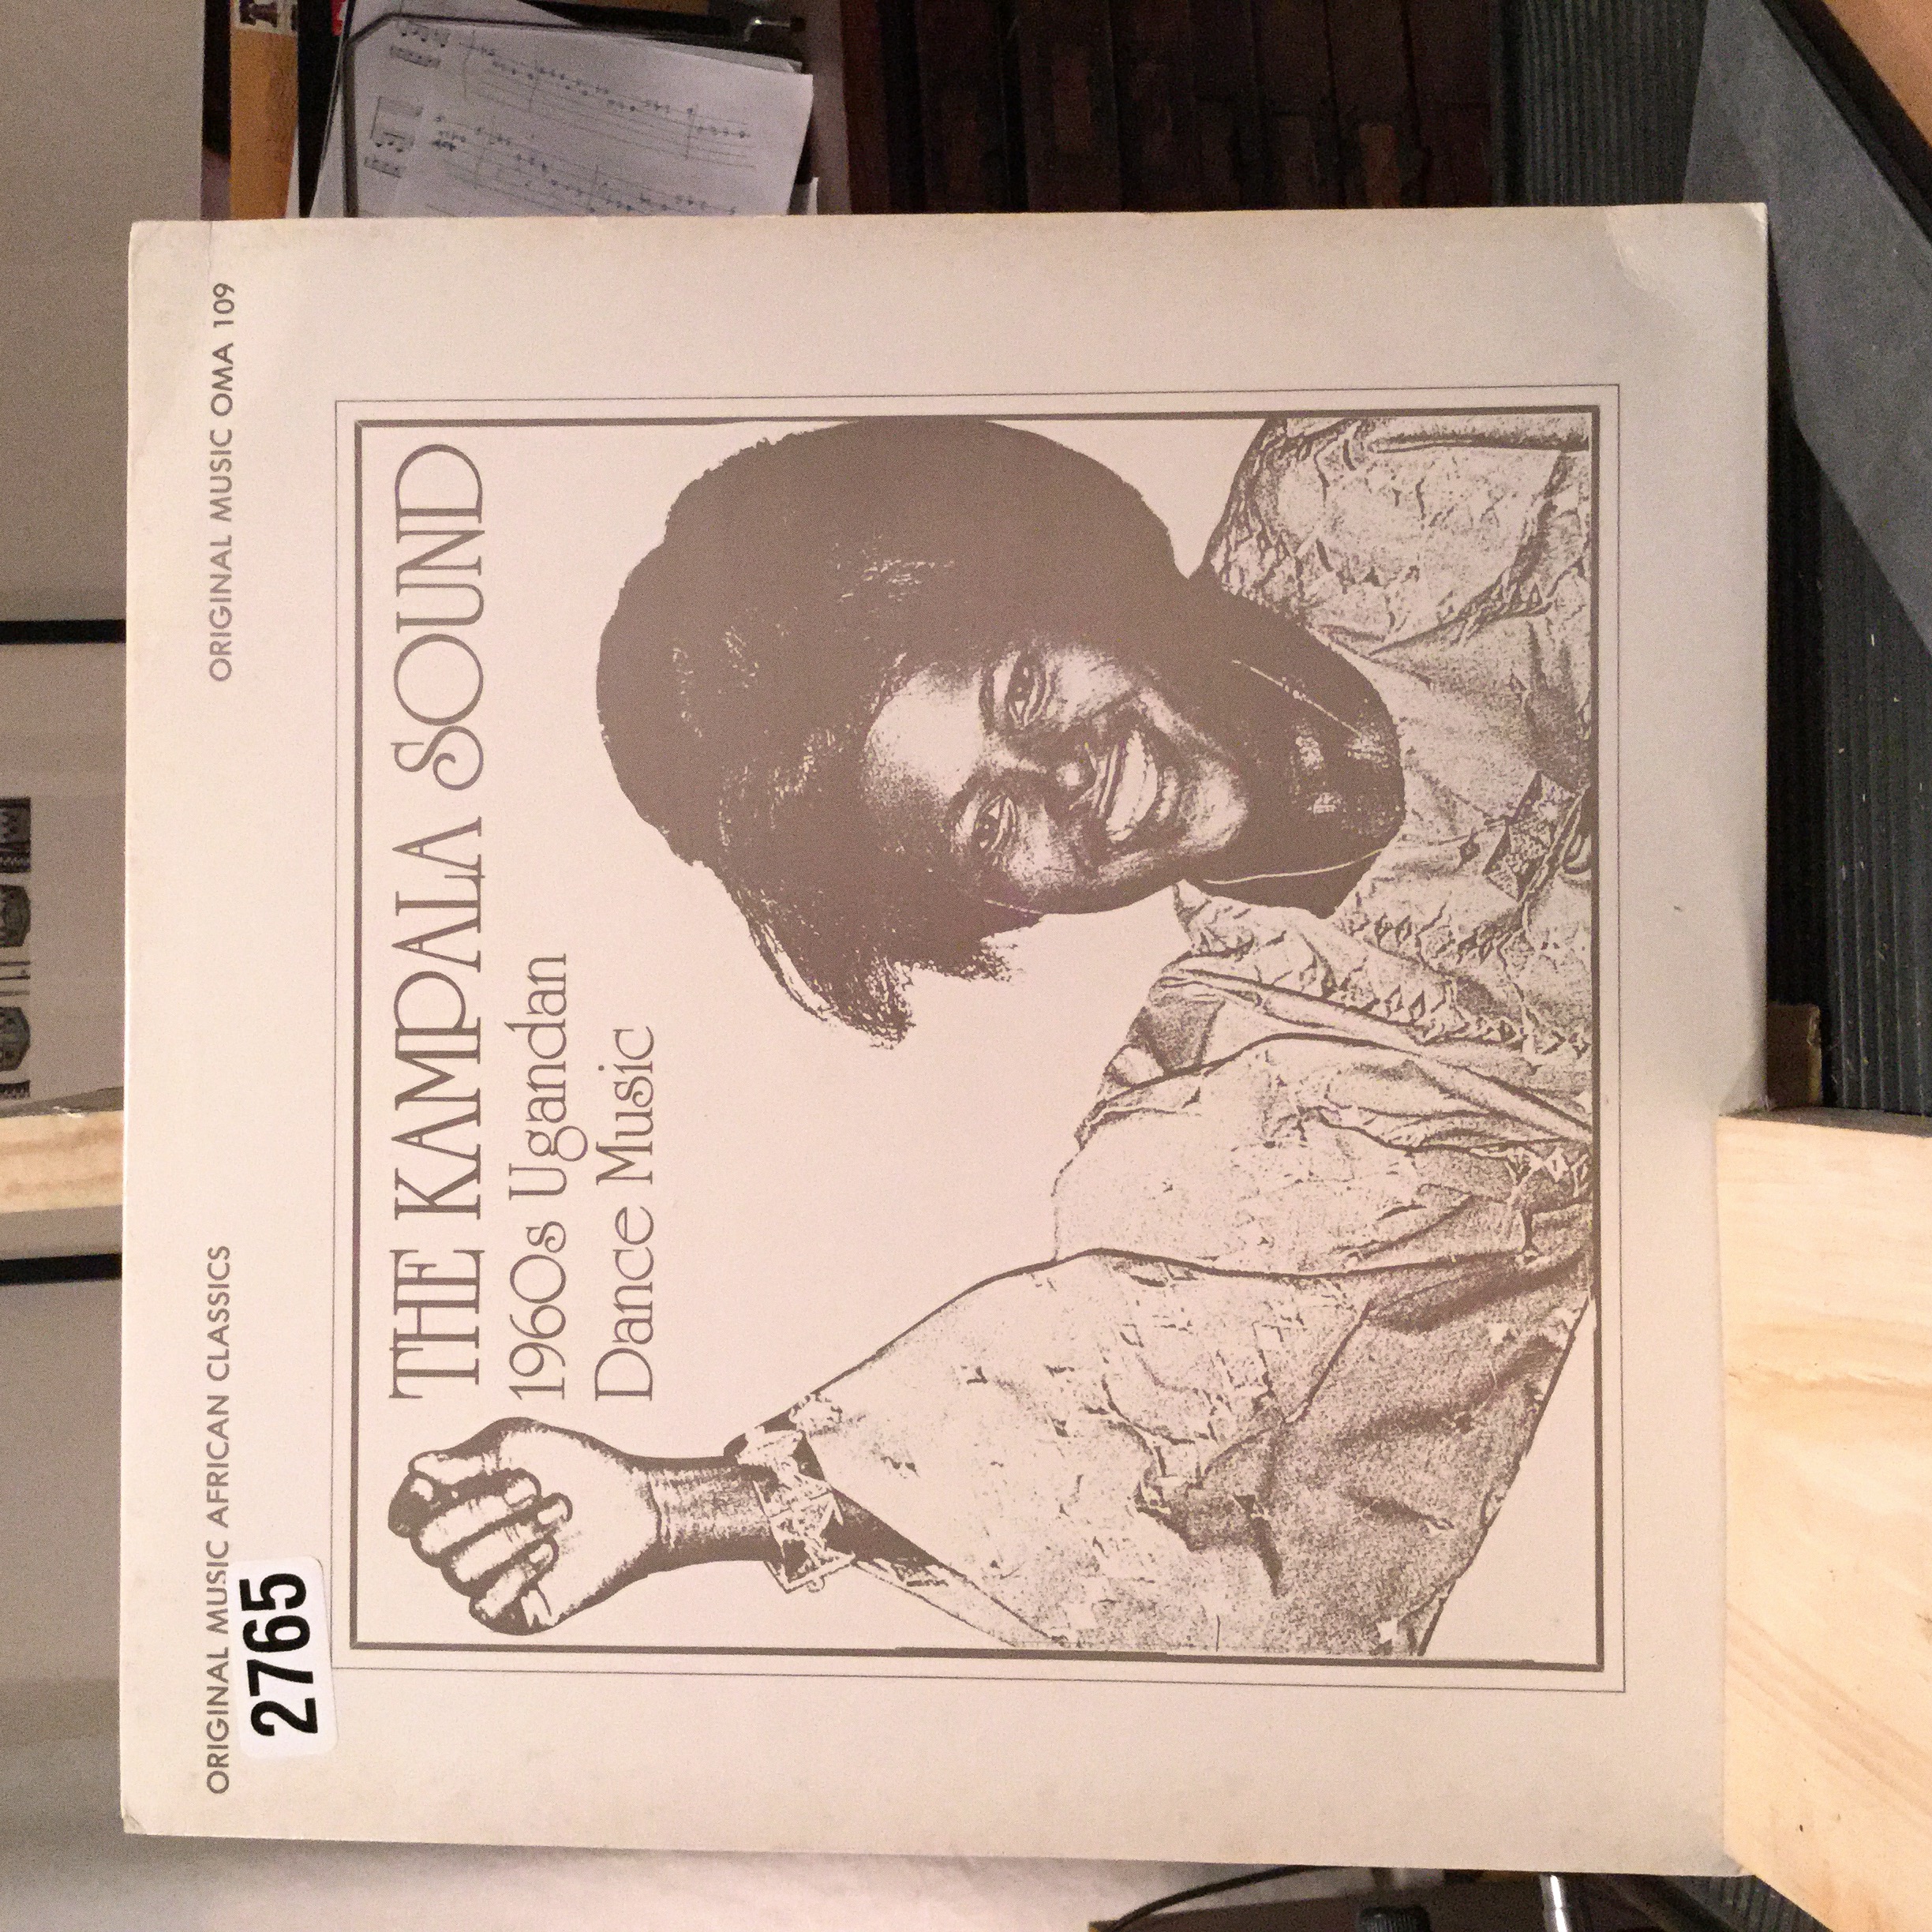 ORIGINAL MUSIC AFRICAN CLASSICS
ORIGINAL MUSIC OMA 109
2765
THE KAMPALA SOUND
1960s Ugandan
Dance Music